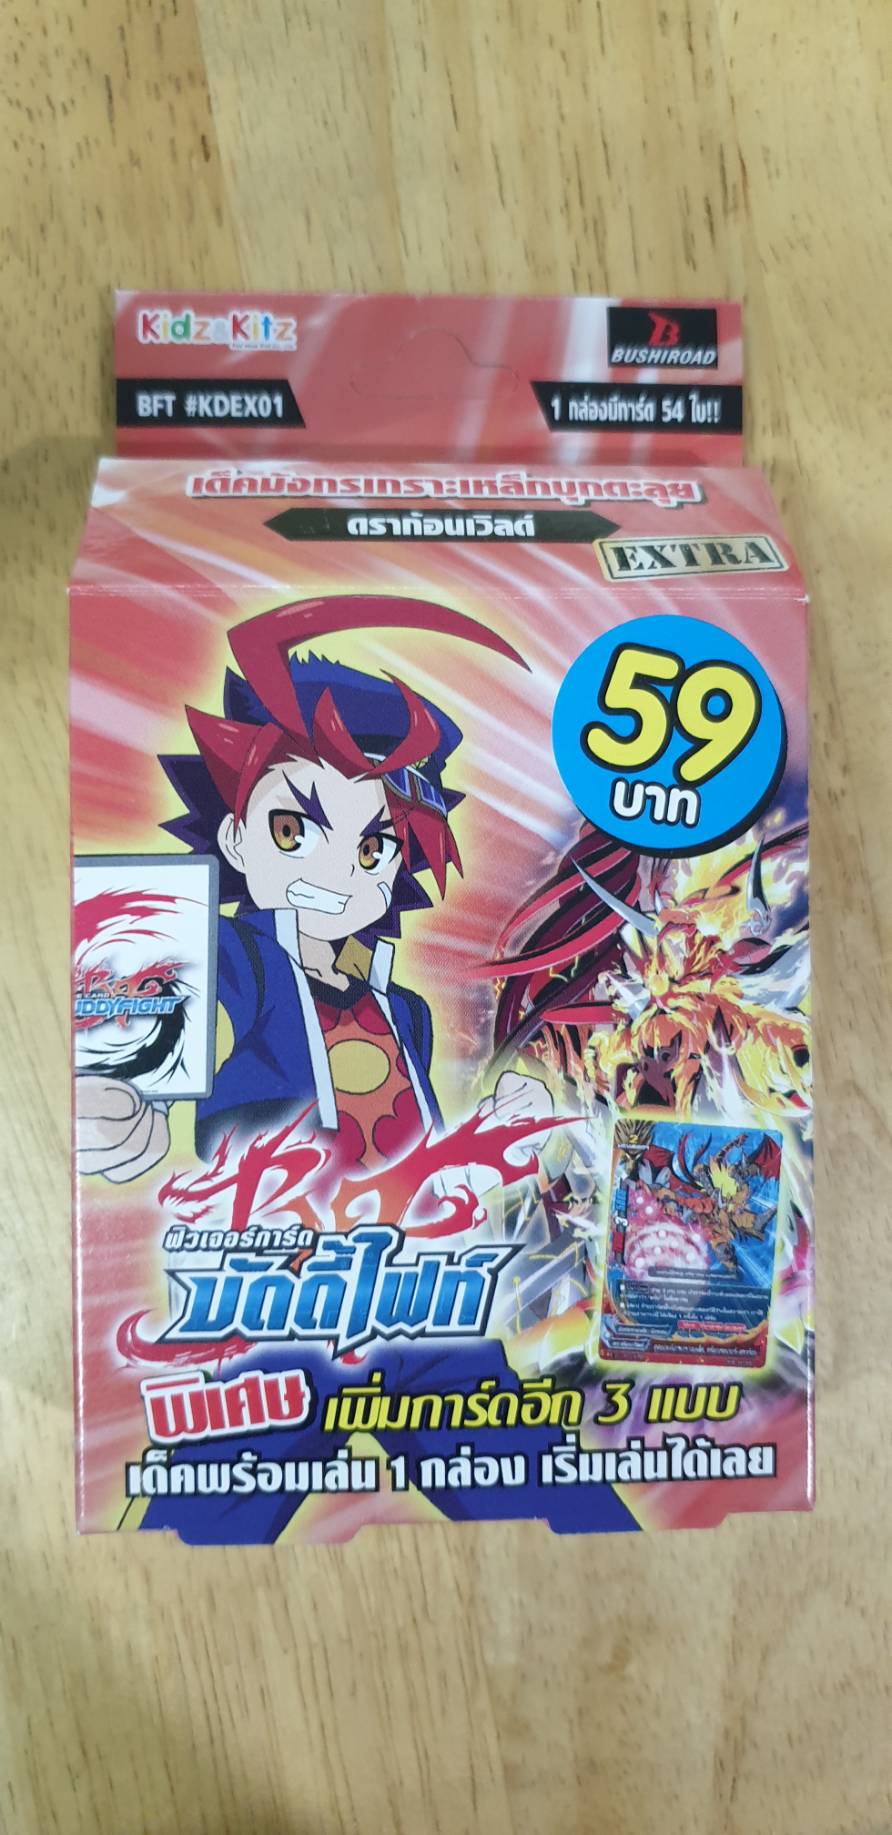 Kidz&Kitz
BUSHIROAD
BFT #KDEX01
1 กล่องมีการ์ด 54 ใบ!!
เด็คมังกรเกราะเหล็กบุกตะลุย
ดราก้อนเวิลด์
EXTRA
59
บาท
UDDYFIGHT
ฟิวเจอร์การ์ด
บัดดี้ไฟท์
พิเศษ เพิ่มการ์ดอีก 3 แบบ
เด็คพร้อมเล่น 1 กล่อง เริ่มเล่นได้เลย